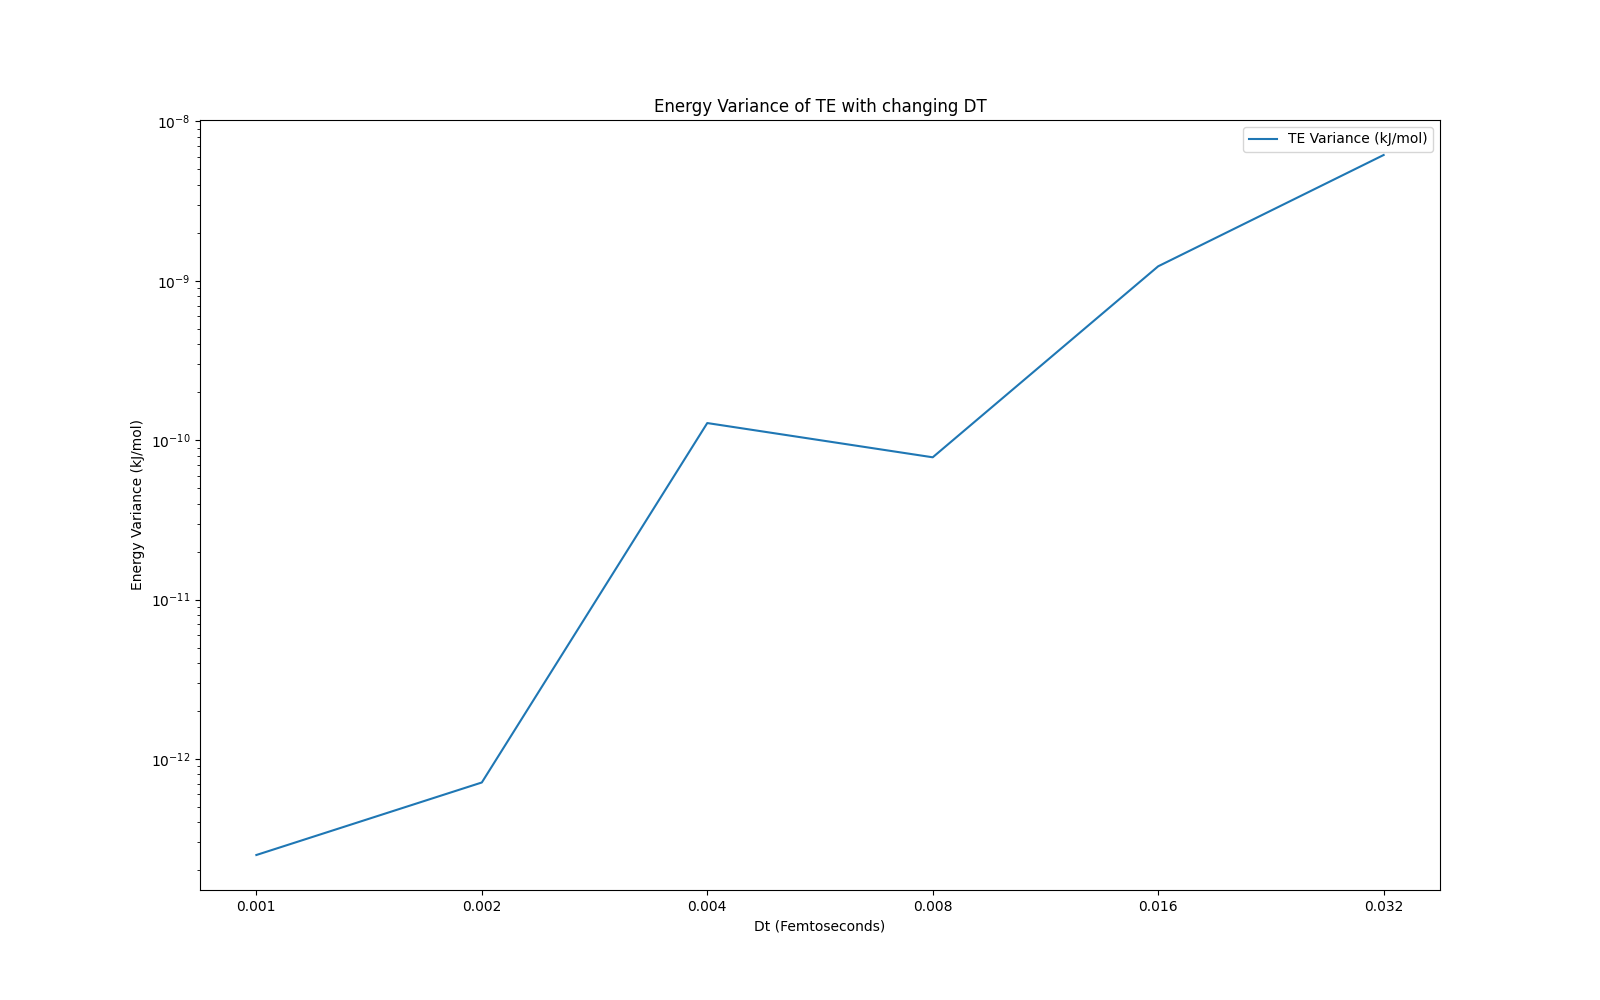 Energy Variance of TE with changing DT
TE Variance (kJ/mol)
10⁻⁸
10⁻⁹
10⁻¹⁰
10⁻¹¹
10⁻¹²
Energy Variance (kJ/mol)
0.001 0.002 0.004 0.008 0.016 0.032
Dt (Femtoseconds)